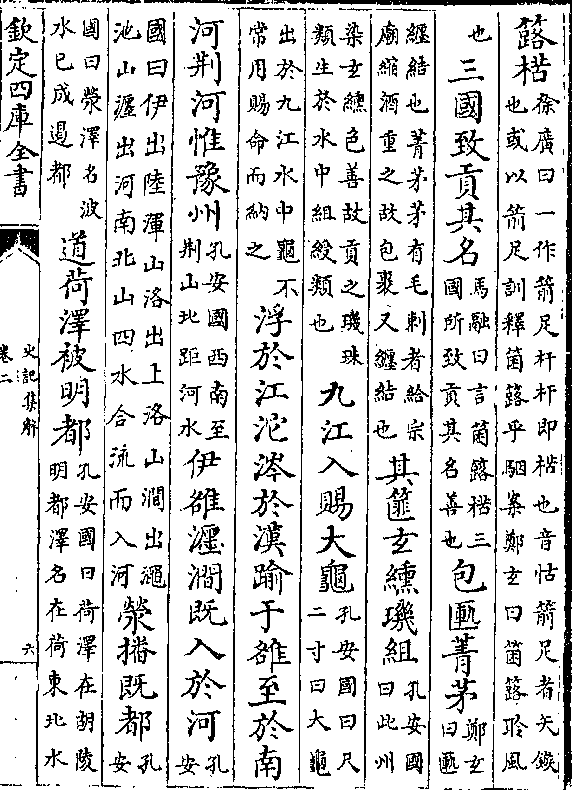 簬楛徐廣曰一作箭足杆杆即楛也音怙箭足者矢鏃也或以箭足訓釋箘簬乎駰案鄭玄曰箘簬聆風
也三國致貢其名馬融曰言箘簬楛三國所致貢其名善也包匭菁茅鄭玄曰匭
纒結也菁茅茅有毛刺者給宗廟縮酒重之故包裹又纒結也其篚玄纁璣組孔安國曰此州
染玄纁色善故貢之璣珠類生於水中組綬類也九江入賜大龜孔安國曰尺二寸曰大龜
出於九江水中龜不常用賜命而納之浮於江沱涔於漢踰于雒至於南
河荆河惟豫州孔安國西南至荆山北距河水伊雒瀍澗既入於河孔安
國曰伊出陸渾山洛出上洛山澗出澠池山瀍出河南北山四水合流而入河滎播既都孔安
國曰滎澤名波水已成遏都道荷澤被明都孔安國曰荷澤在胡陵明都澤名在荷東北水
欽定四庫全書
史記集解
卷二
六